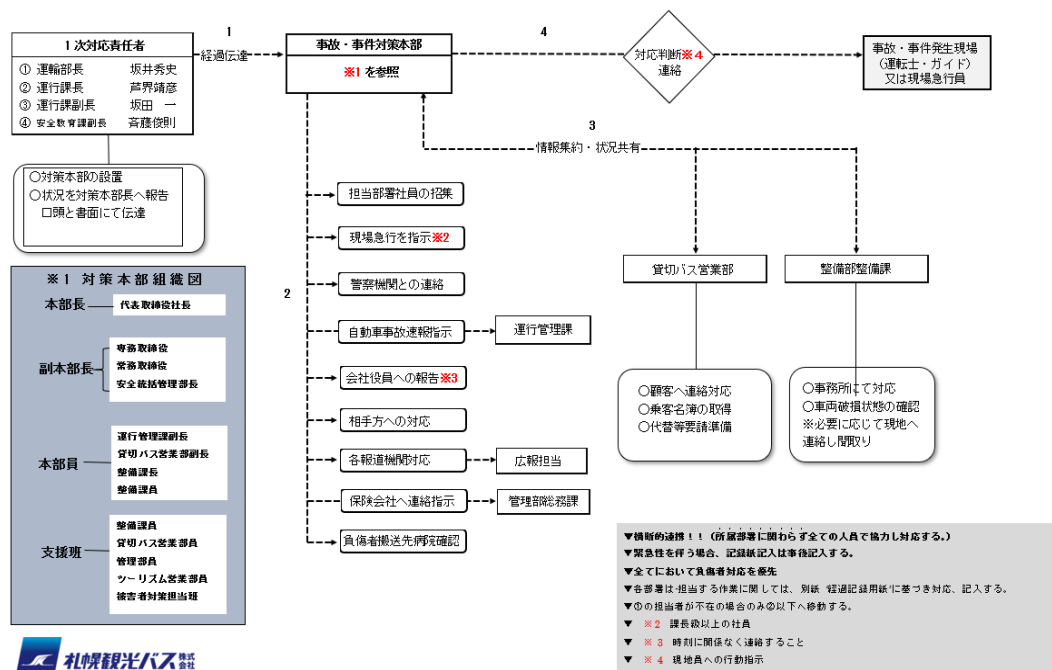 1次対応責任者
① 運輸部長 坂井秀史
② 運行課長 芦界靖彦
③ 運行課副長 坂田 一
④ 安全教育課副長 斉藤俊則
○対策本部の設置
○状況を対策本部長へ報告
口頭と書面にて伝達
1
経過伝達
事故・事件対策本部
※1を参照
4
対応判断※4
連絡
事故・事件発生現場
(運転士・ガイド)
又は現場急行員
3
情報集約・状況共有
2
担当部署社員の招集
現場急行を指示※2
警察機関との連絡
自動車事故速報指示
運行管理課
会社役員への報告※3
相手方への対応
各報道機関対応
広報担当
保険会社へ連絡指示
管理部総務課
負傷者搬送先病院確認
貸切バス営業部
○顧客へ連絡対応
○乗客名簿の取得
○代替等要請準備
整備部整備課
○事務所にて対応
○車両破損状態の確認
※必要に応じて現地へ
連絡し聞取り
※1 対策本部組織図
本部長
代表取締役社長
副本部長
専務取締役
常務取締役
安全統括管理部長
本部員
運行管理課副長
貸切バス営業部副長
整備課長
整備課員
支援班
整備課員
貸切バス営業部員
管理部員
ツーリズム営業部員
被害者対策担当班
▼横断的連携!!(所属部署に関わらず全ての人員で協力し対応する。)
▼緊急性を伴う場合、記録紙記入は事後記入する。
▼全てにおいて負傷者対応を優先
▼各部署は担当する作業に関しては、別紙“経過記録用紙”に基づき対応、記入する。
▼①の担当者が不在の場合のみ②以下へ移動する。
▼ ※2 課長級以上の社員
▼ ※3 時刻に関係なく連絡すること
▼ ※4 現地員への行動指示
札幌観光バス株式会社